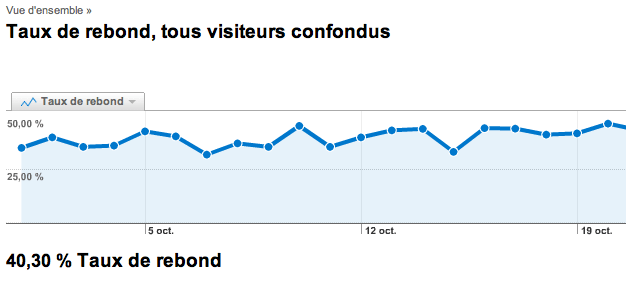 Vue d'ensemble »
Taux de rebond, tous visiteurs confondus
Taux de rebond
50,00 %
25,00 %
5 oct. 12 oct. 19 oct.
40,30 % Taux de rebond